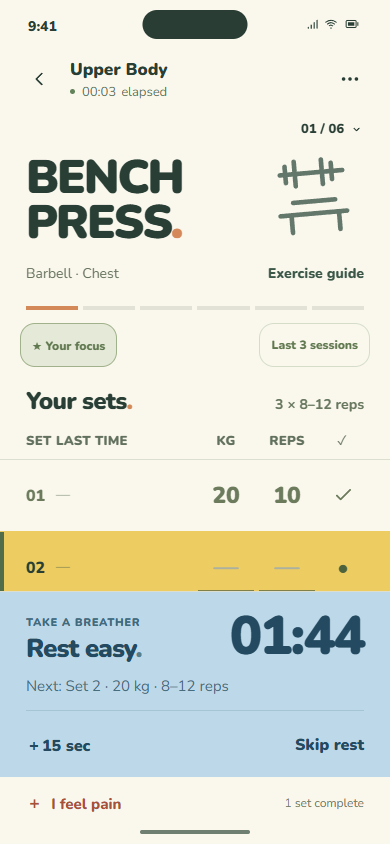 9:41
Upper Body
00:03 elapsed
01 / 06
BENCH
PRESS.
Barbell · Chest
Exercise guide
★ Your focus
Last 3 sessions
Your sets.
3 × 8–12 reps
SET LAST TIME KG REPS ✓
01 — 20 10 ✓
02 — — — ●
TAKE A BREATHER
Rest easy.
01:44
Next: Set 2 · 20 kg · 8–12 reps
+ 15 sec
Skip rest
+ I feel pain
1 set complete